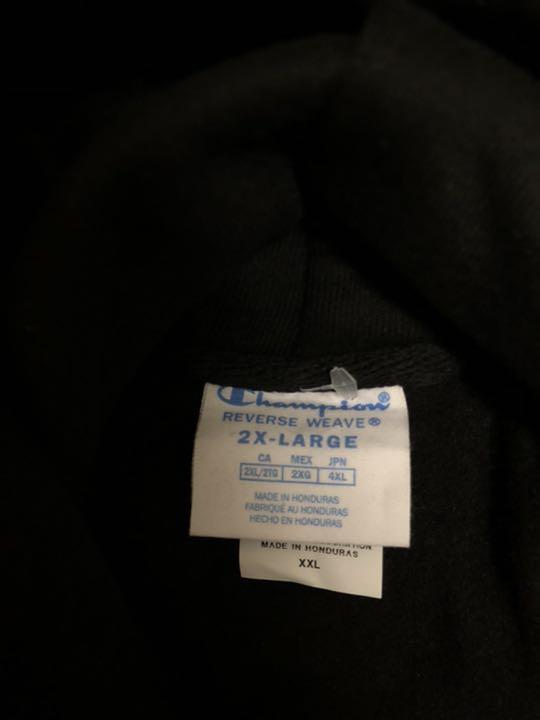 Champion®
REVERSE WEAVE®
2X-LARGE
CA MEX JPN
2XL/2TG 2XG 4XL
MADE IN HONDURAS
FABRIQUÉ AU HONDURAS
HECHO EN HONDURAS
MADE IN HONDURAS
XXL